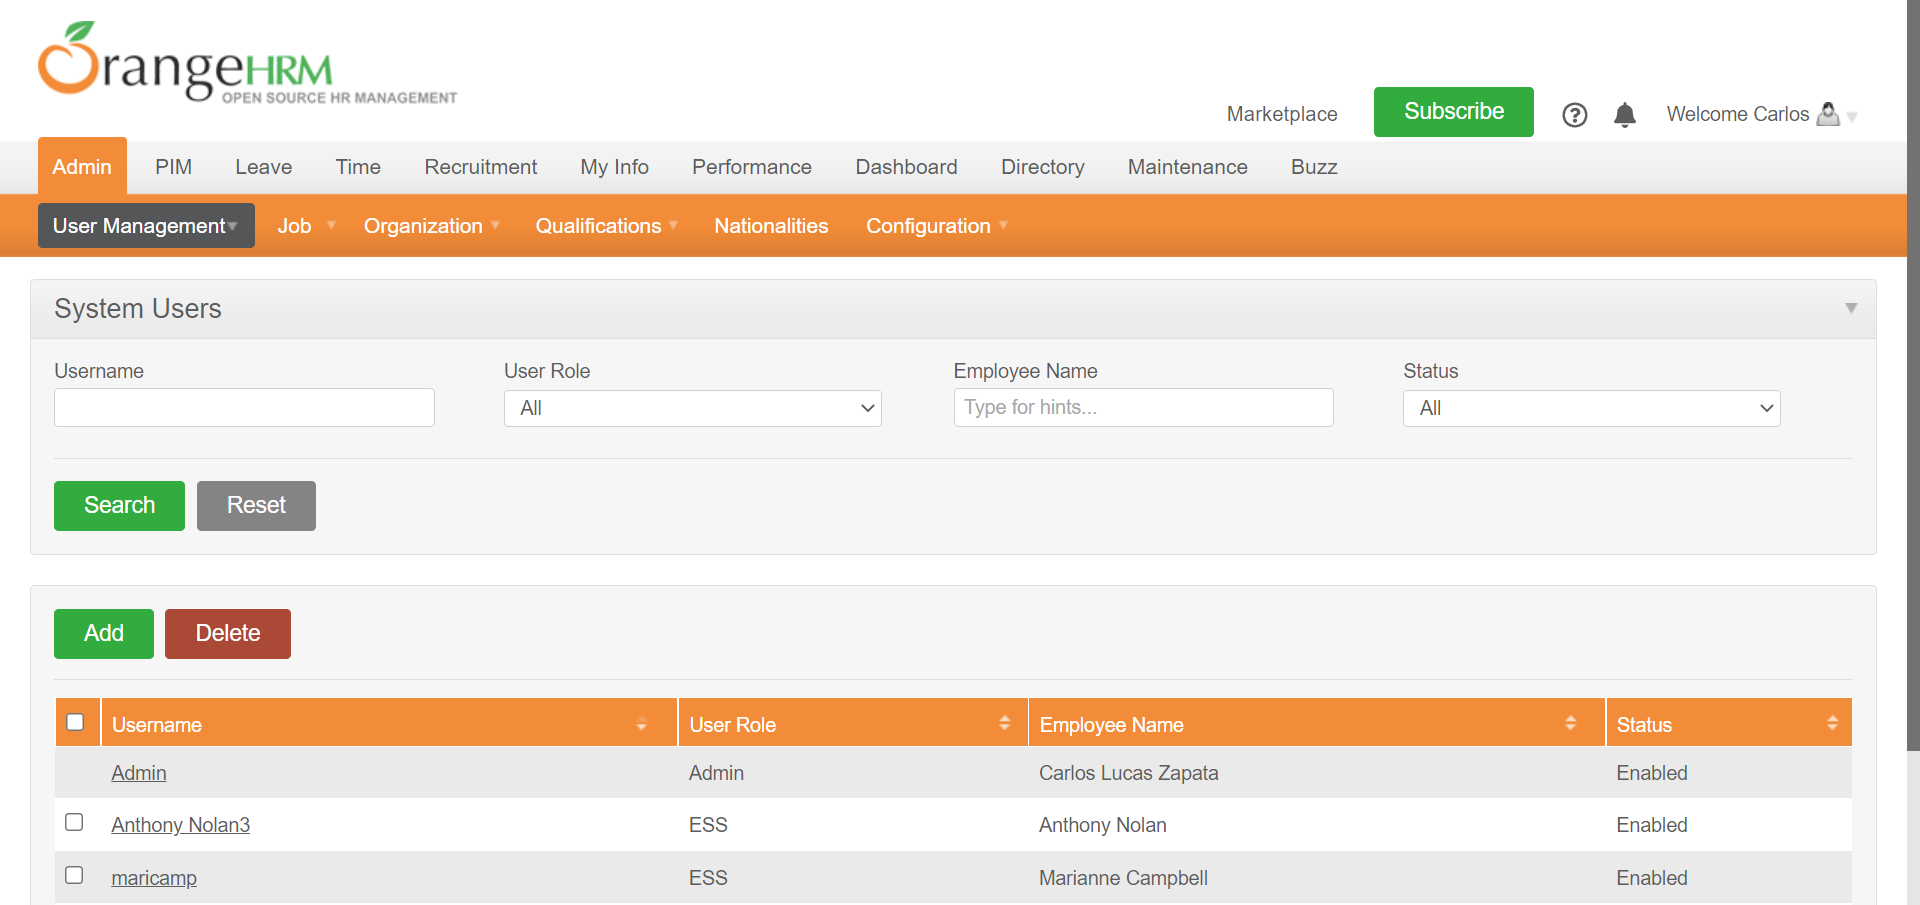 OrangeHRM
OPEN SOURCE HR MANAGEMENT
Marketplace Subscribe ? Welcome Carlos
Admin PIM Leave Time Recruitment My Info Performance Dashboard Directory Maintenance Buzz
User Management Job Organization Qualifications Nationalities Configuration
System Users
Username User Role Employee Name Status
All Type for hints... All
Search Reset
Add Delete
Username User Role Employee Name Status
Admin Admin Carlos Lucas Zapata Enabled
Anthony Nolan3 ESS Anthony Nolan Enabled
maricamp ESS Marianne Campbell Enabled